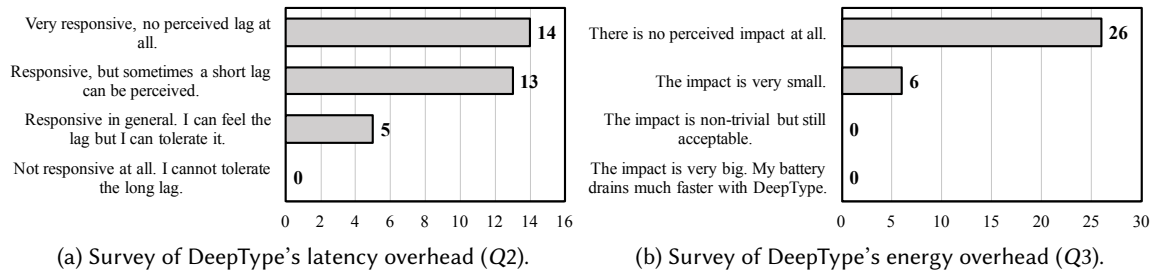 Very responsive, no perceived lag at
all.
14
Responsive, but sometimes a short lag
can be perceived.
13
Responsive in general. I can feel the
lag but I can tolerate it.
5
Not responsive at all. I cannot tolerate
the long lag.
0
0 2 4 6 8 10 12 14 16
(a) Survey of DeepType's latency overhead (Q2).
There is no perceived impact at all.
26
The impact is very small.
6
The impact is non-trivial but still
acceptable.
0
The impact is very big. My battery
drains much faster with DeepType.
0
0 5 10 15 20 25 30
(b) Survey of DeepType's energy overhead (Q3).